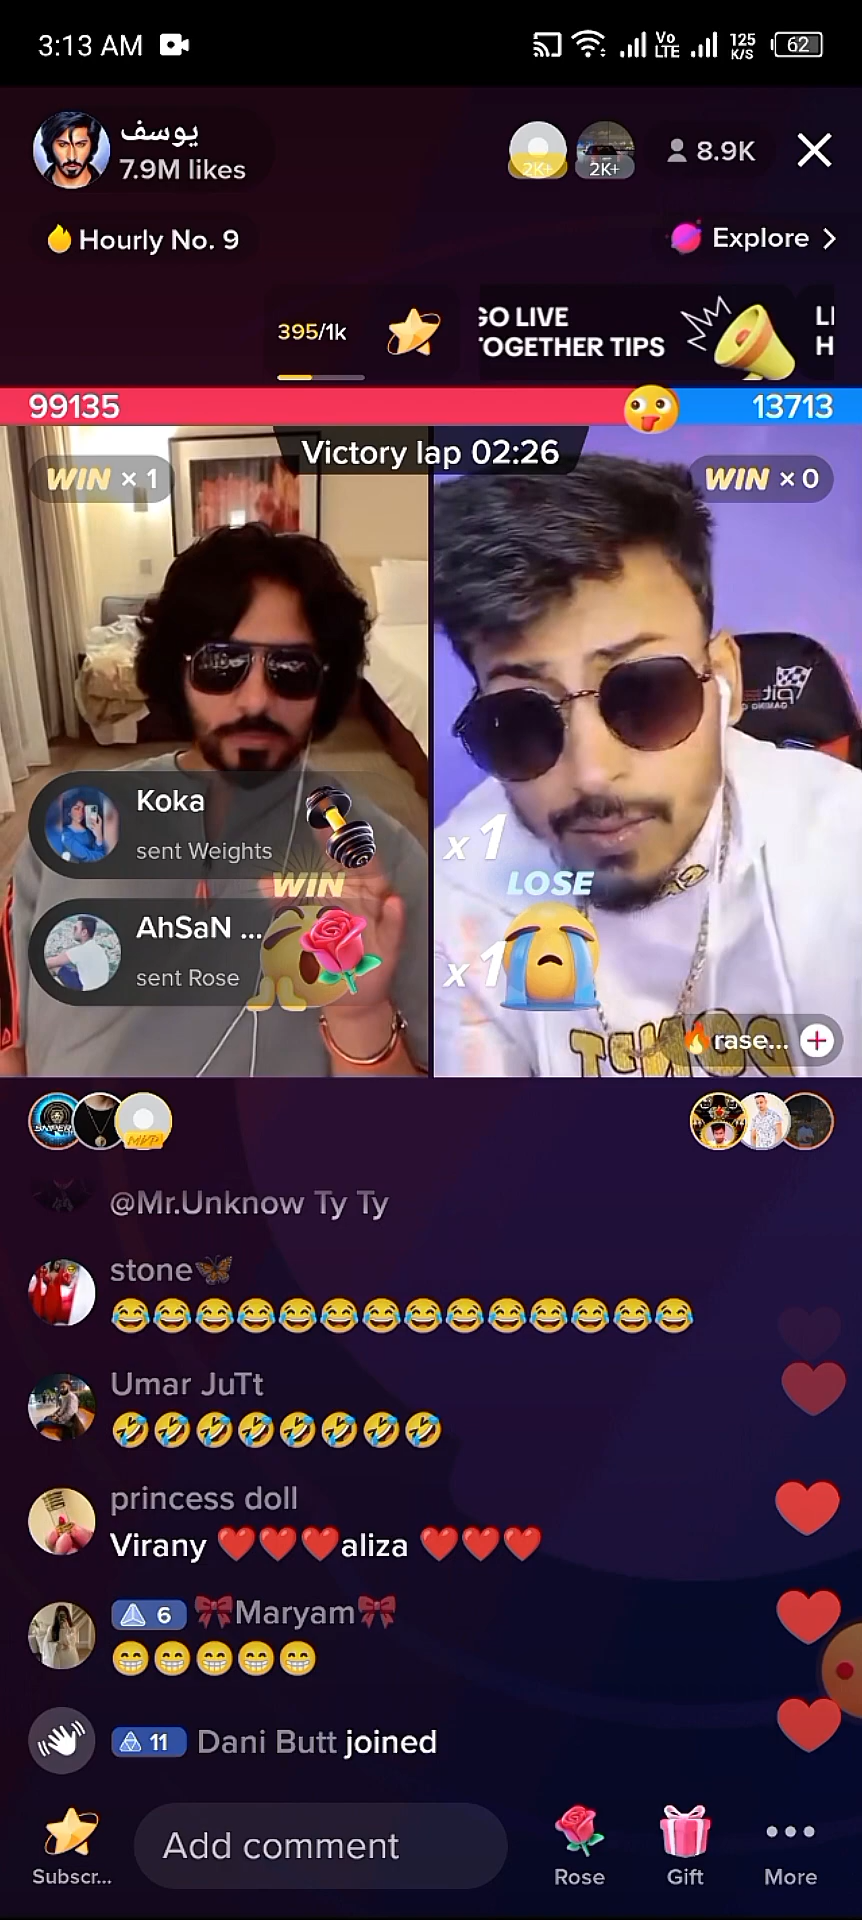 3:13 AM
Vo
LTE
125
K/S
62
يوسف
7.9M likes
2K+
2K+
8.9K
Hourly No. 9
Explore
395/1k
GO LIVE
TOGETHER TIPS
LI
H
99135
13713
Victory lap 02:26
WIN × 1
WIN × 0
Koka
sent Weights
x 1
WIN
LOSE
AhSaN ...
sent Rose
x 1
🔥rase...
MVP
@Mr.Unknow Ty Ty
stone🦋
😂😂😂😂😂😂😂😂😂😂😂😂😂😂
Umar JuTt
🤣🤣🤣🤣🤣🤣🤣🤣
princess doll
Virany ❤️❤️❤️aliza ❤️❤️❤️
6 🎀Maryam🎀
😁😁😁😁😁
11 Dani Butt joined
Add comment
Subscr...
Rose
Gift
More